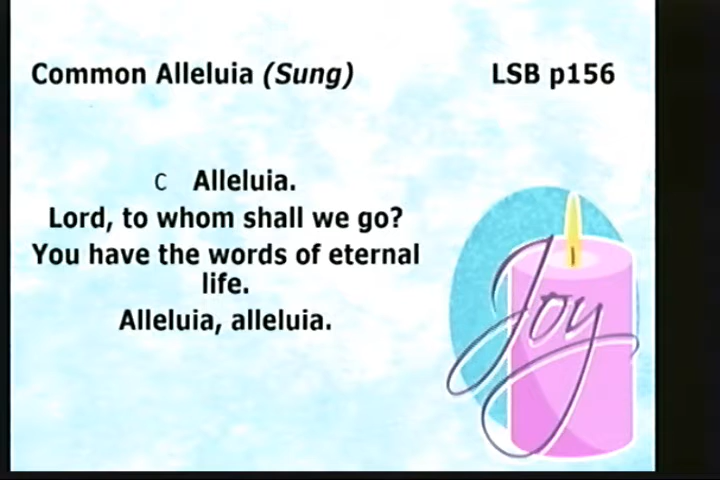 Common Alleluia (Sung) LSB p156
C Alleluia.
Lord, to whom shall we go?
You have the words of eternal
life.
Alleluia, alleluia.
Joy